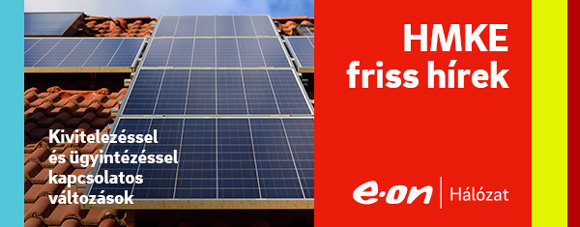 HMKE
friss hírek
Kivitelezéssel
és ügyintézéssel
kapcsolatos
változások
e·on | Hálózat